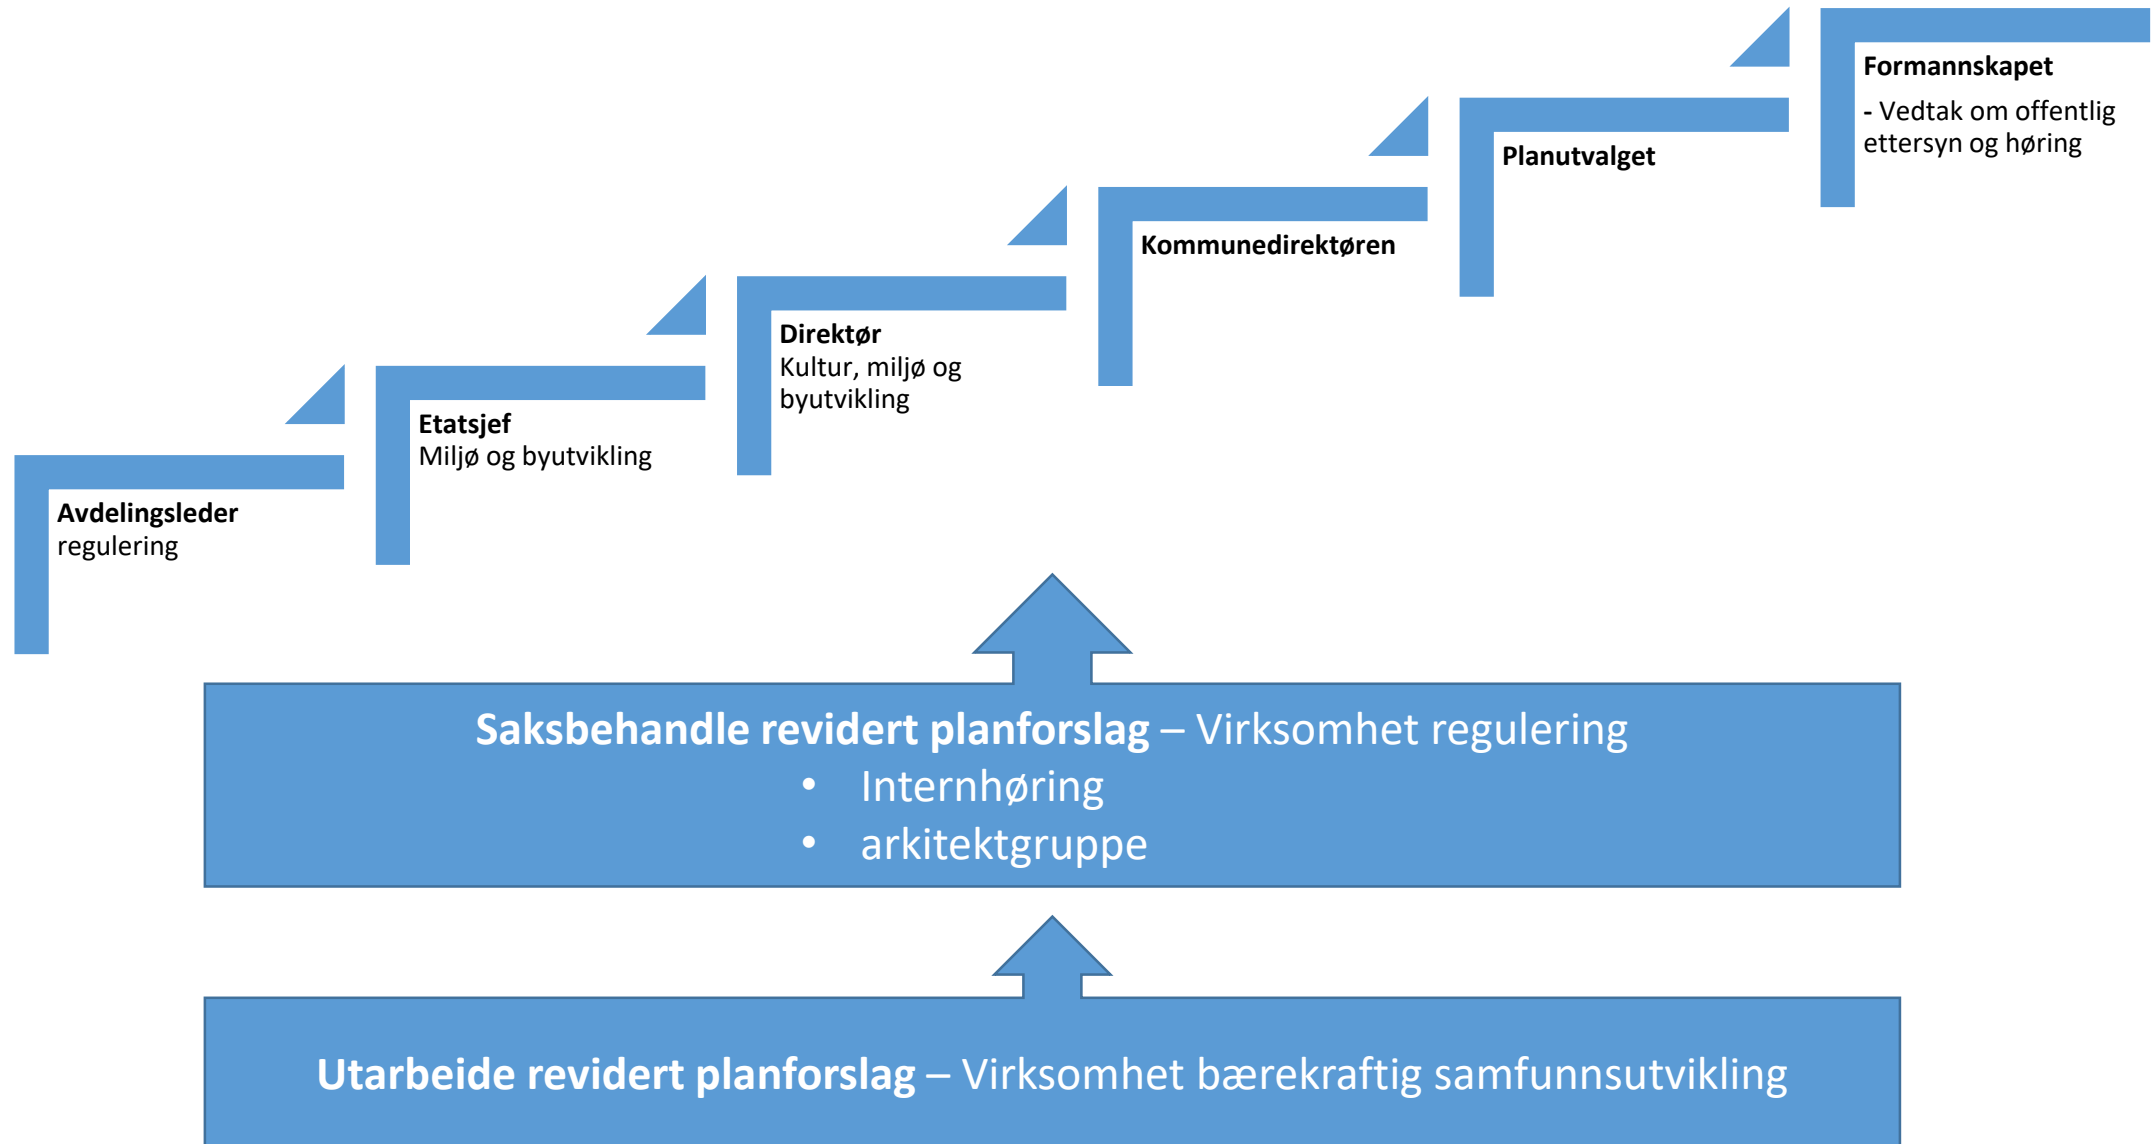 Formannskapet
- Vedtak om offentlig
ettersyn og høring
Planutvalget
Kommunedirektøren
Direktør
Kultur, miljø og
byutvikling
Etatsjef
Miljø og byutvikling
Avdelingsleder
regulering
Saksbehandle revidert planforslag – Virksomhet regulering
• Internhøring
• arkitektgruppe
Utarbeide revidert planforslag – Virksomhet bærekraftig samfunnsutvikling